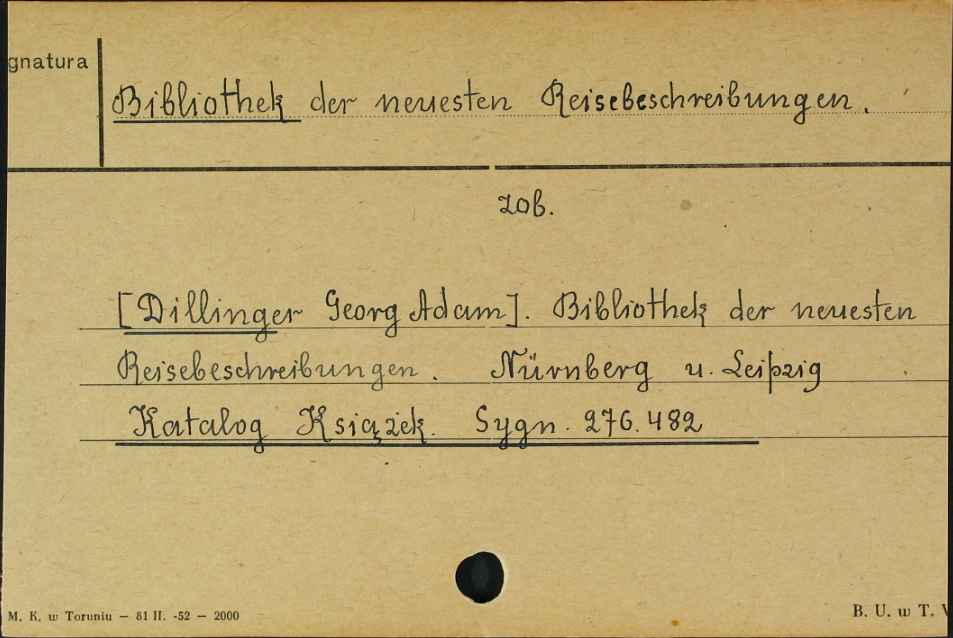 gnatura
Bibliothek der neuesten Reisebeschreibungen.
zob.
[Dillinger Georg Adam]. Bibliothek der neuesten
Reisebeschreibungen. Nürnberg u. Leipzig
Katalog Książek. Sygn. 276.482
M. K. w Toruniu — 81 II. -52 — 2000
B. U. w T.